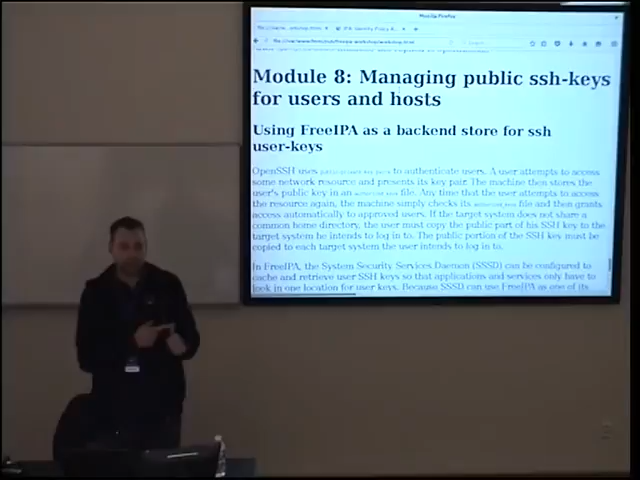 Mozilla Firefox
Module 8: Managing public ssh-keys
for users and hosts
Using FreeIPA as a backend store for ssh
user-keys
OpenSSH uses to authenticate users. A user attempts to access
some network resource and presents its key pair. The machine then stores the
user's public key in an file. Any time that the user attempts to access
the resource again, the machine simply checks its file and then grants
access automatically to approved users. If the target system does not share a
common home directory, the user must copy the public part of his SSH key to the
target system he intends to log in to. The public portion of the SSH key must be
copied to each target system the user intends to log in to.
In FreeIPA, the System Security Services Daemon (SSSD) can be configured to
cache and retrieve user SSH keys so that applications and services only have to
look in one location for user keys. Because SSSD can use FreeIPA as one of its